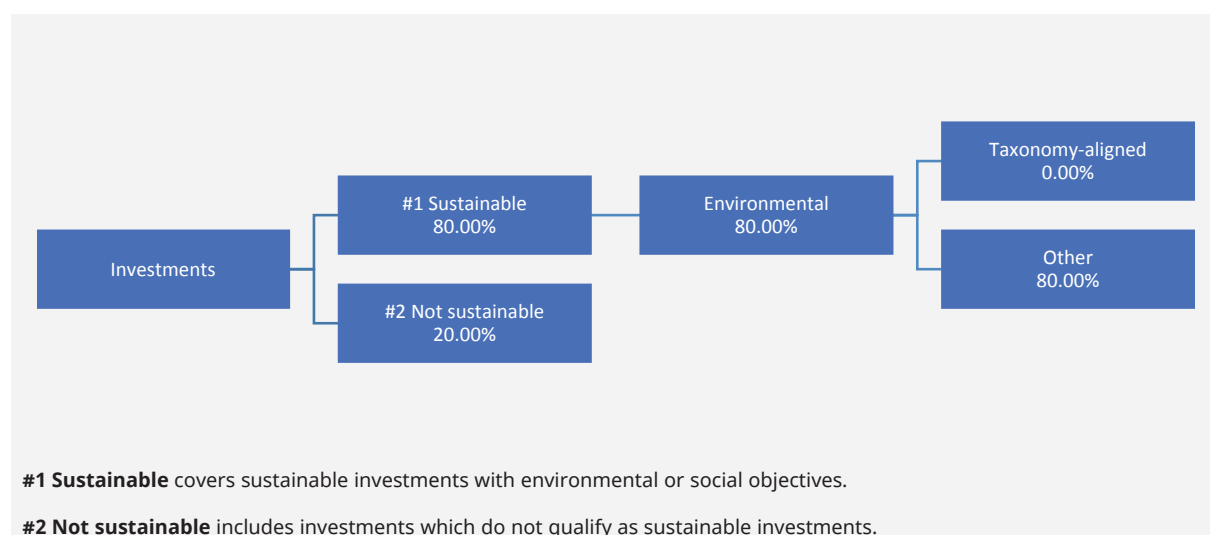 Investments
#1 Sustainable
80.00%
#2 Not sustainable
20.00%
Environmental
80.00%
Taxonomy-aligned
0.00%
Other
80.00%
#1 Sustainable covers sustainable investments with environmental or social objectives.
#2 Not sustainable includes investments which do not qualify as sustainable investments.